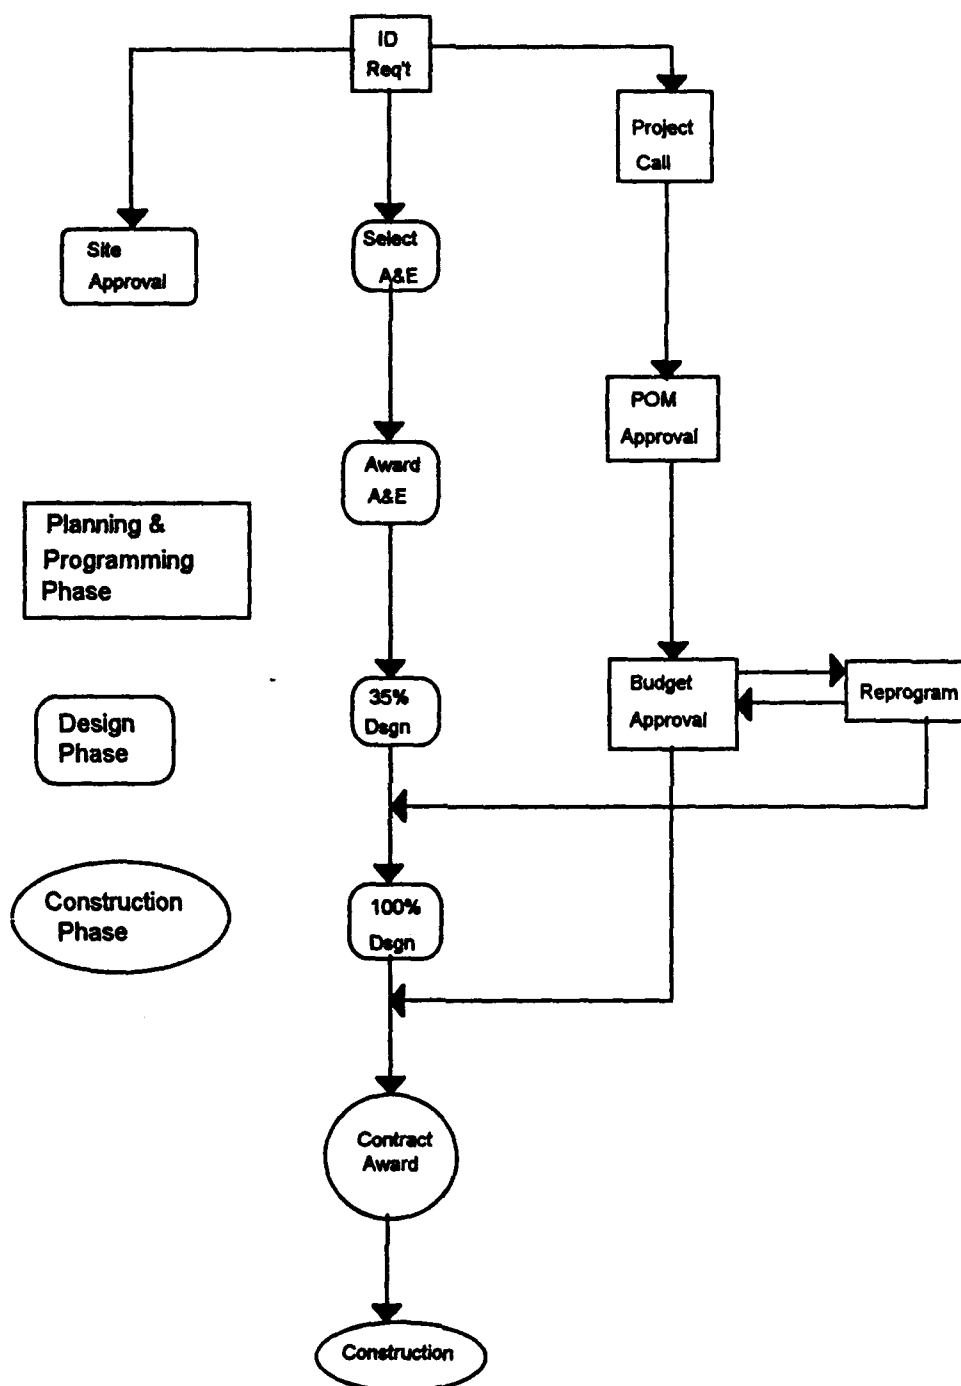 ID
Req't
Project
Call
Site
Approval
Select
A&E
POM
Approval
Award
A&E
Planning &
Programming
Phase
35%
Dsgn
Budget
Approval
Reprogram
Design
Phase
100%
Dsgn
Construction
Phase
Contract
Award
Construction